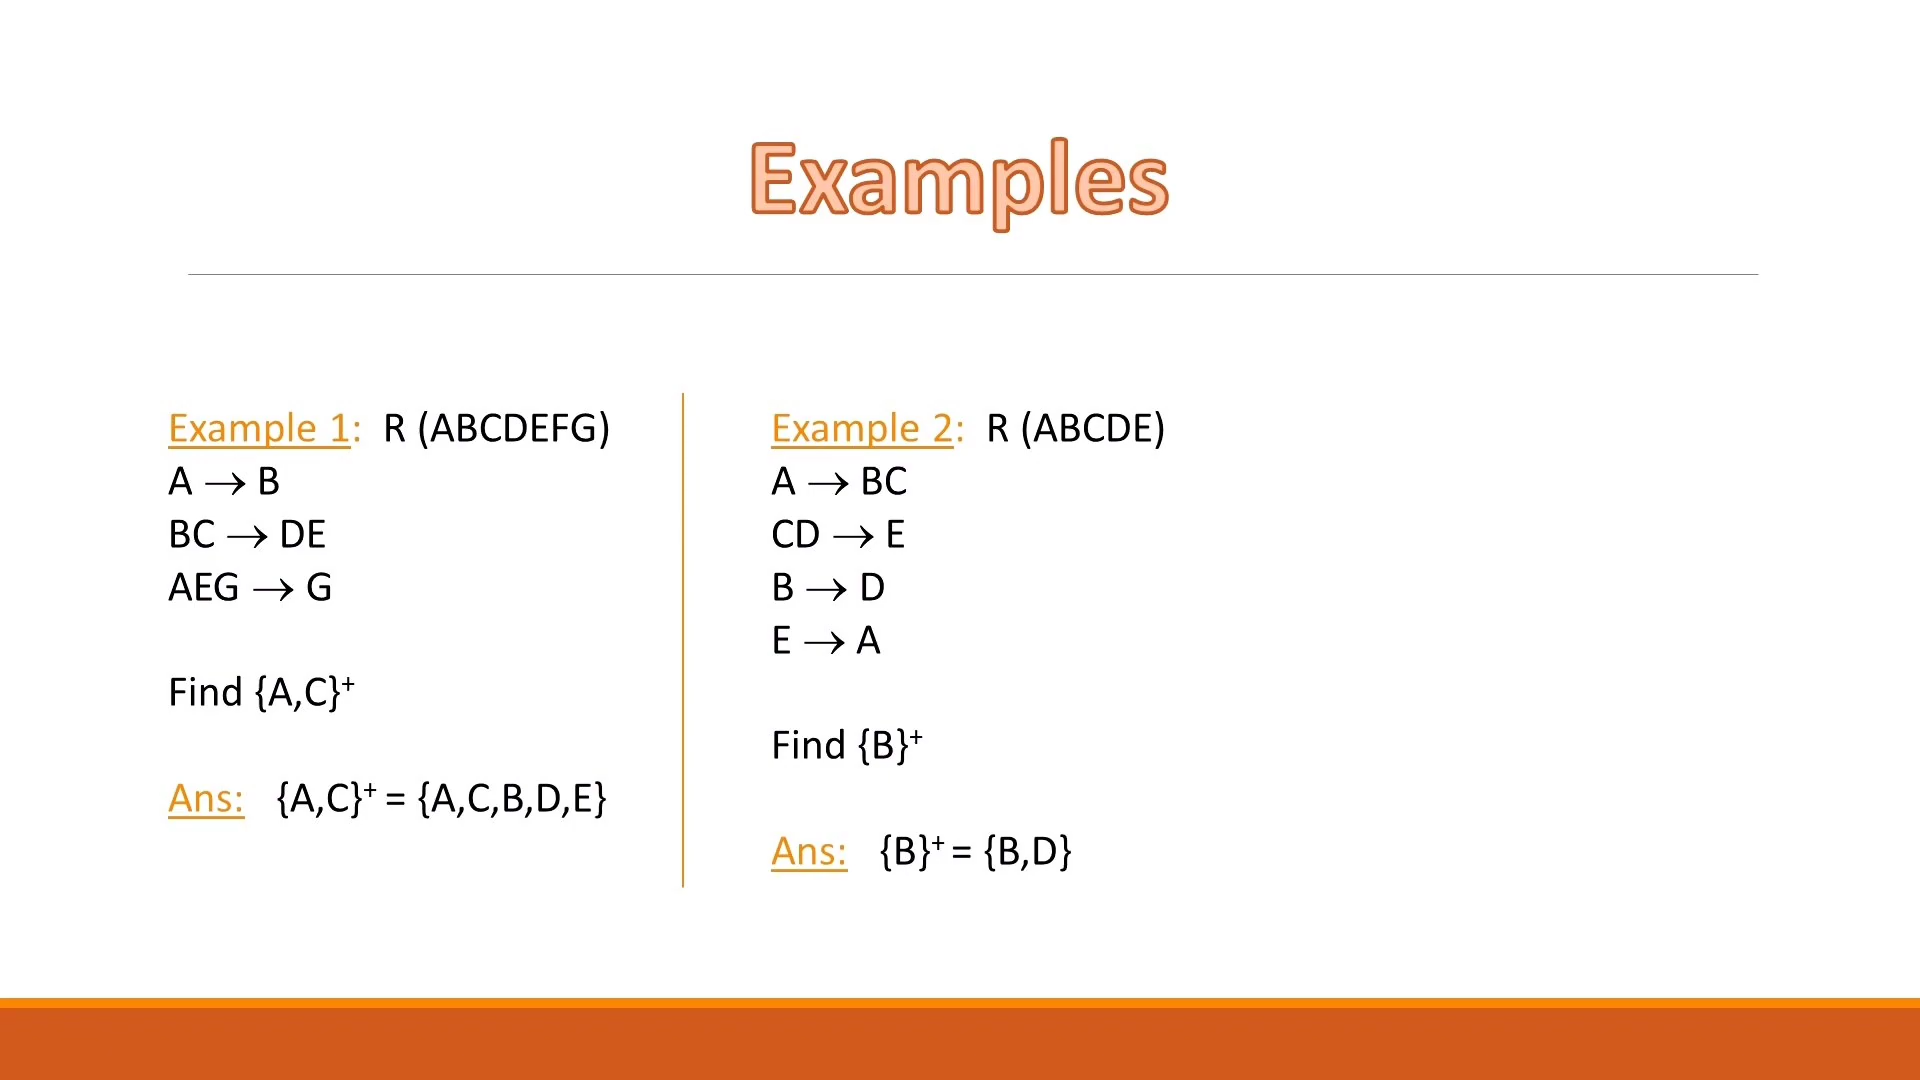 Examples
Example 1:  R (ABCDEFG)
A → B
BC → DE
AEG → G
Find {A,C}⁺
Ans:   {A,C}⁺ = {A,C,B,D,E}
Example 2:  R (ABCDE)
A → BC
CD → E
B → D
E → A
Find {B}⁺
Ans:   {B}⁺ = {B,D}